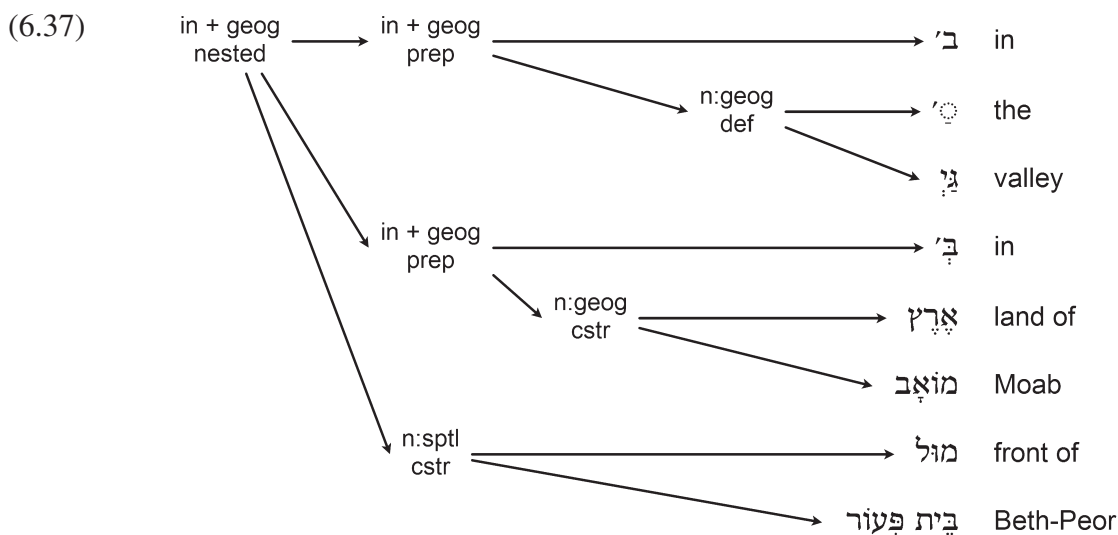 (6.37)
in + geog
nested
in + geog
prep
ב׳ in
n:geog
def
◌ַ׳ the
גַּיְ valley
in + geog
prep
בְּ׳ in
n:geog
cstr
אֶרֶץ land of
מוֹאָב Moab
n:sptl
cstr
מוּל front of
בֵּית פְּעוֹר Beth-Peor